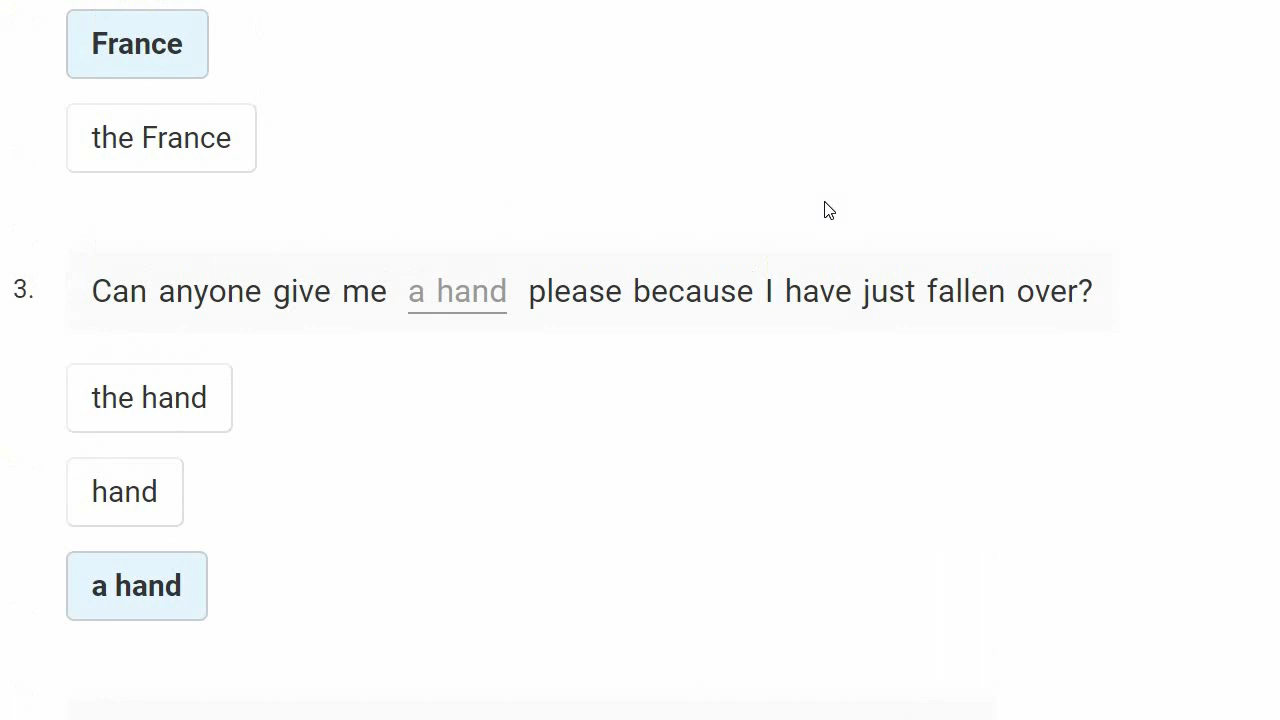 France
the France
3. Can anyone give me a hand please because I have just fallen over?
the hand
hand
a hand